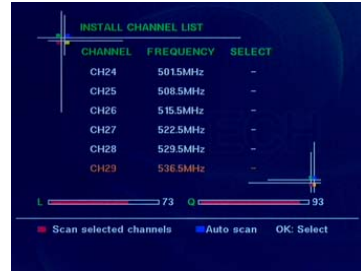 INSTALL CHANNEL LIST
CHANNEL FREQUENCY SELECT
CH24 501.5MHz -
CH25 508.5MHz -
CH26 515.5MHz -
CH27 522.5MHz -
CH28 529.5MHz -
CH29 536.5MHz -
L 73 Q 93
Scan selected channels Auto scan OK: Select